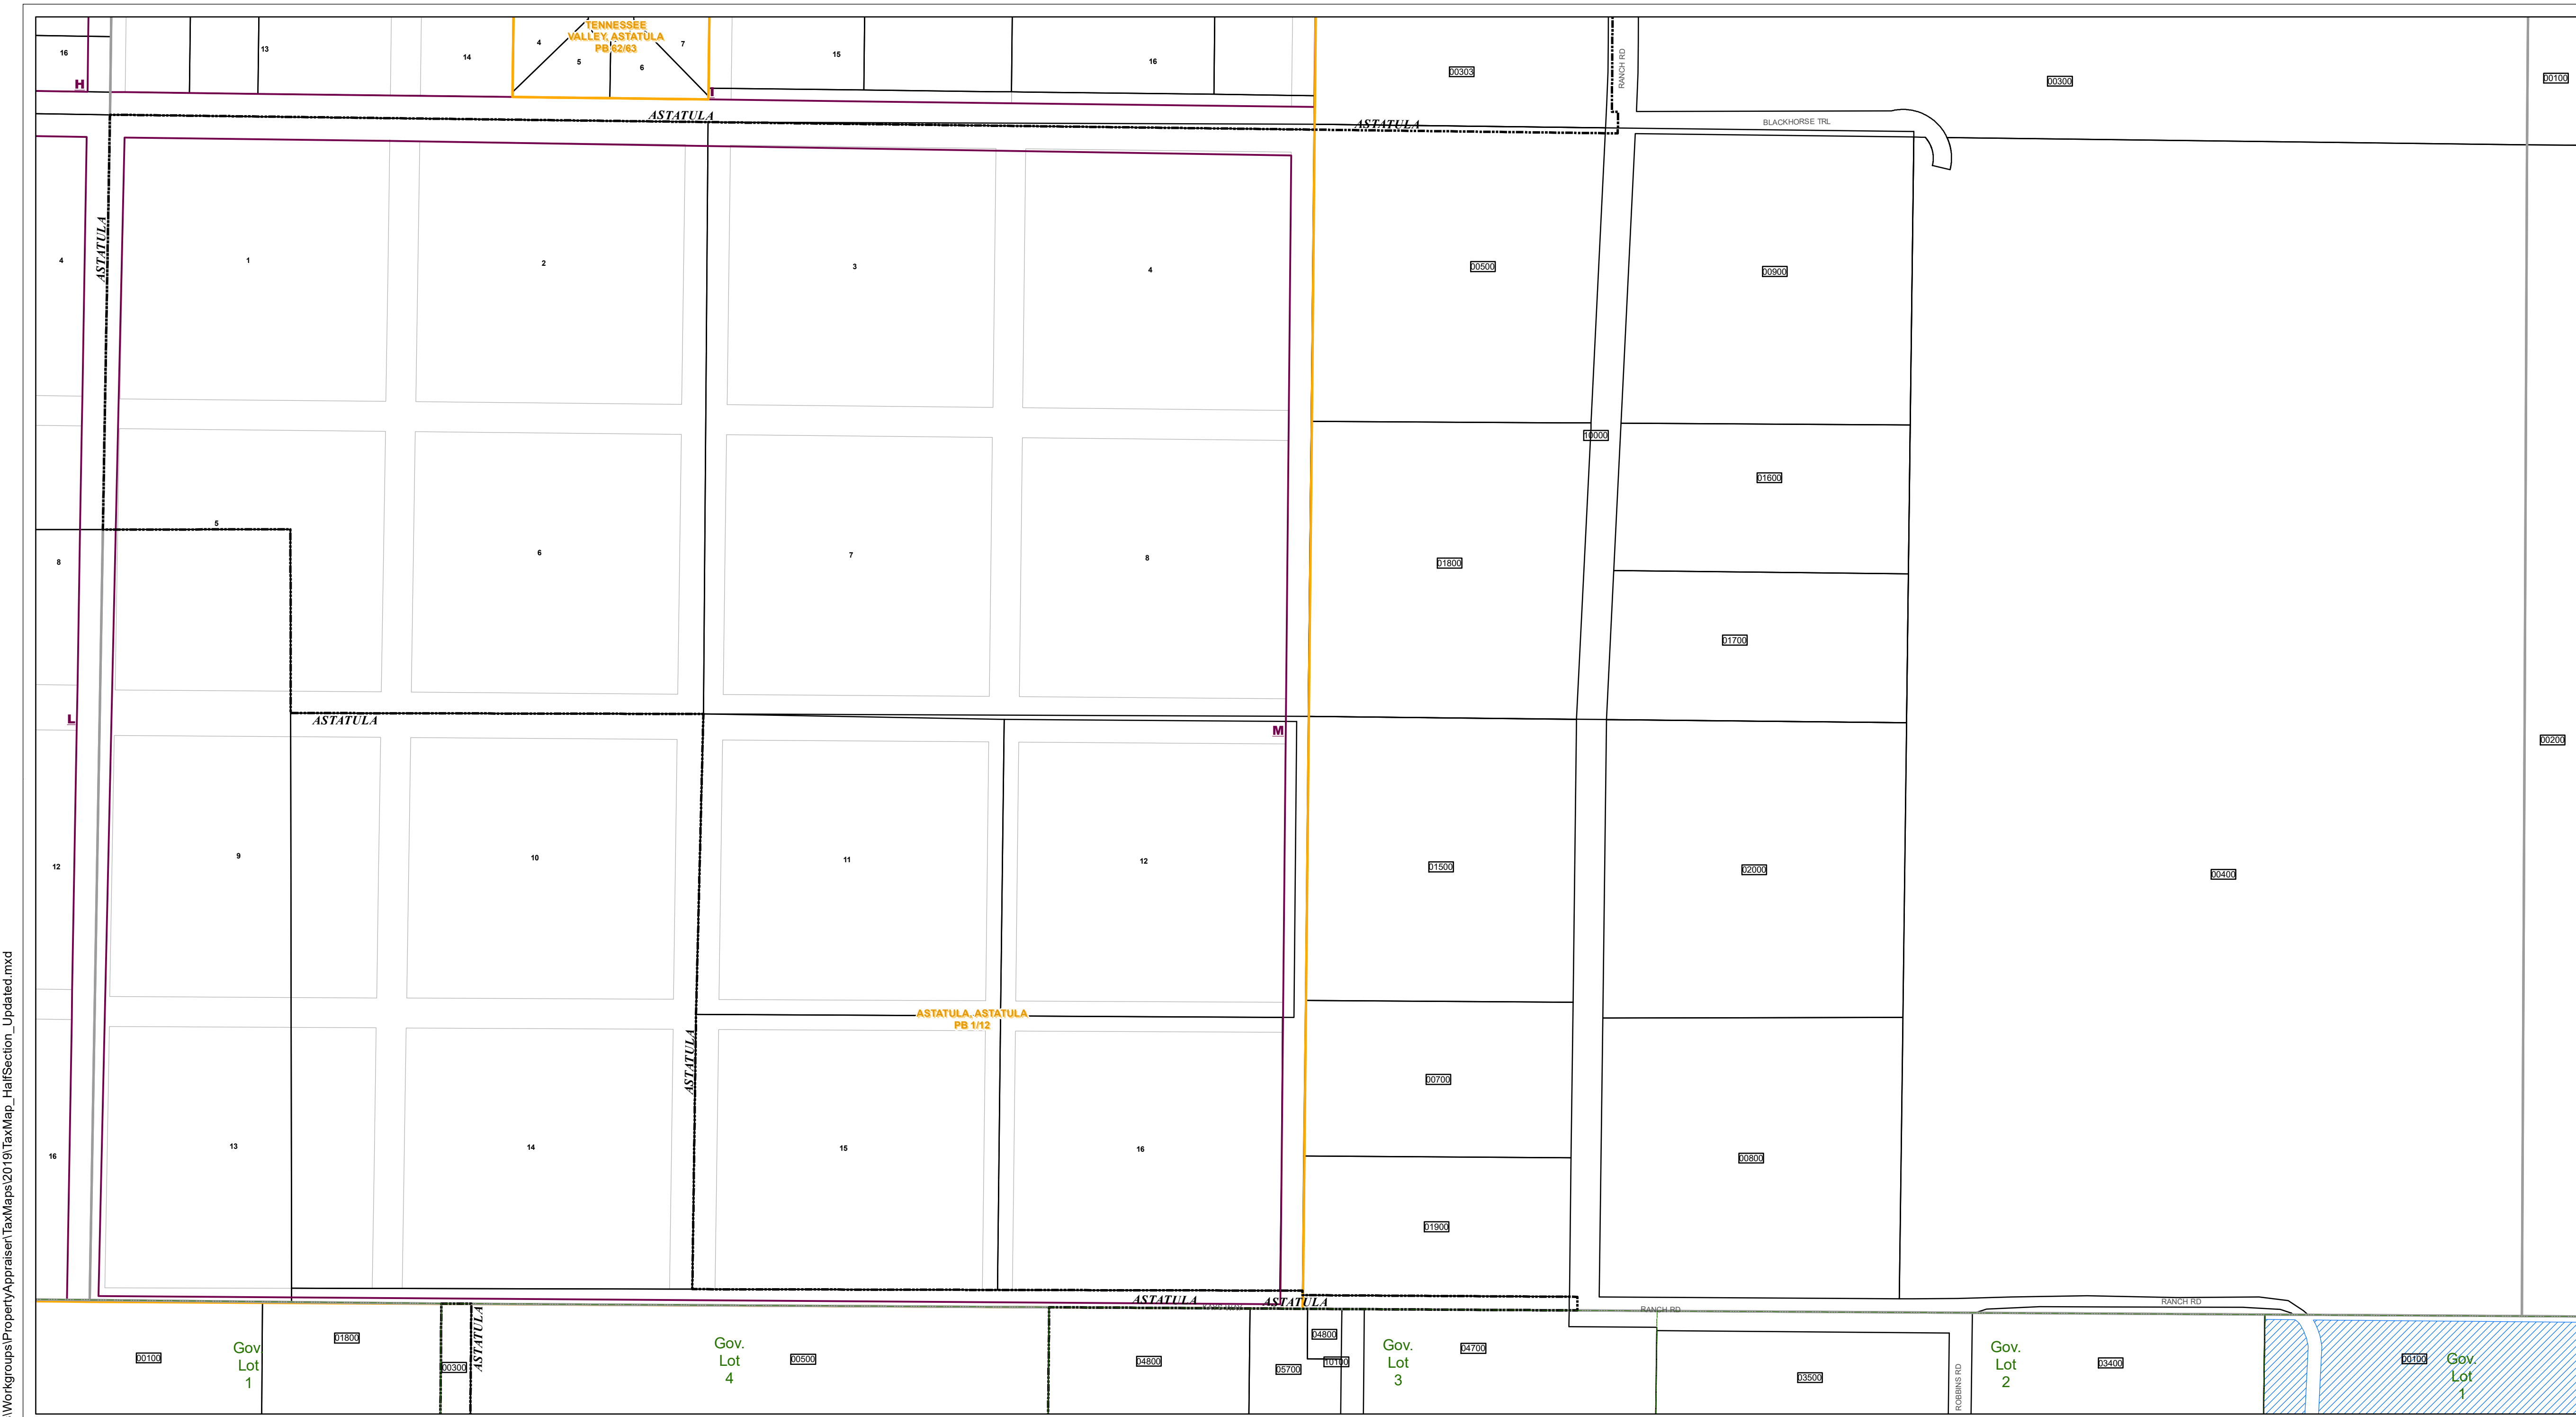 TENNESSEE
VALLEY, ASTATULA
PB 62/63
16
13
14
4
5
6
7
15
16
00303
RANCH RD
00300
00100
H
I
ASTATULA
ASTATULA
BLACKHORSE TRL
ASTATULA
4
1
2
3
4
00500
00900
10000
01600
5
6
7
8
8
01800
01700
L
ASTATULA
M
00200
12
9
10
11
12
01500
02000
00400
ASTATULA, ASTATULA
PB 1/12
ASTATULA
00700
16
13
14
15
16
00800
01900
ASTATULA
ASTATULA
RANCH RD
RANCH RD
ASTATULA
00100
Gov
Lot
1
01800
00300
Gov.
Lot
4
00500
04800
05700
04800
10100
Gov.
Lot
3
04700
03500
ROBBINS RD
Gov.
Lot
2
03400
00100
Gov.
Lot
1
\Workgroups\PropertyAppraiser\TaxMaps\2019\TaxMap_HalfSection_Updated.mxd